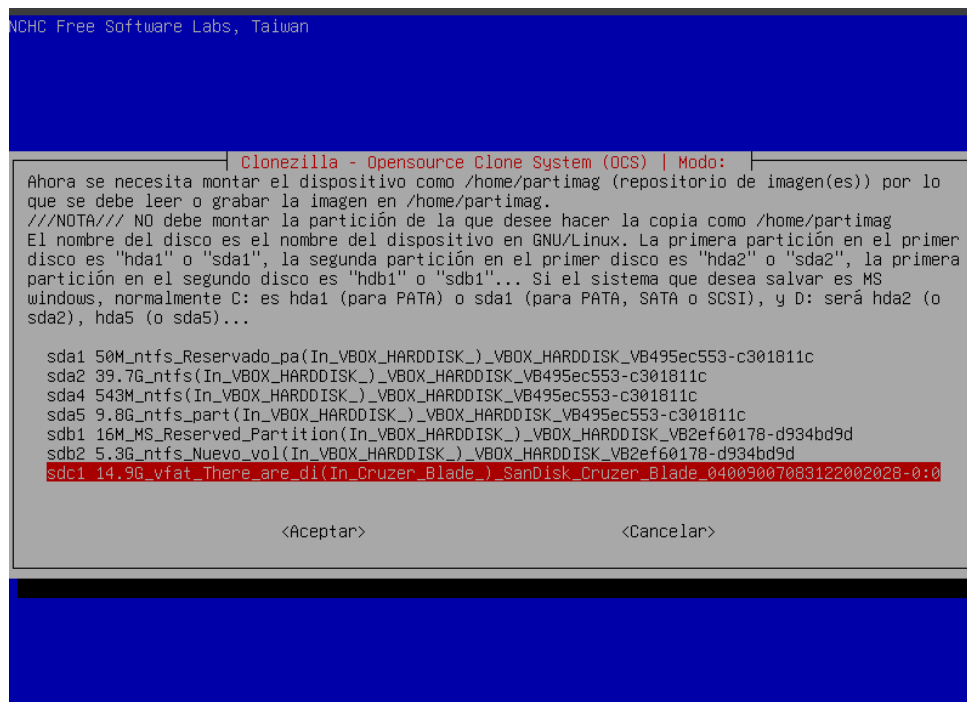 NCHC Free Software Labs, Taiwan
Clonezilla - Opensource Clone System (OCS) | Modo:
Ahora se necesita montar el dispositivo como /home/partimag (repositorio de imagen(es)) por lo
que se debe leer o grabar la imagen en /home/partimag.
///NOTA/// NO debe montar la partición de la que desee hacer la copia como /home/partimag
El nombre del disco es el nombre del dispositivo en GNU/Linux. La primera partición en el primer
disco es "hda1" o "sda1", la segunda partición en el primer disco es "hda2" o "sda2", la primera
partición en el segundo disco es "hdb1" o "sdb1"... Si el sistema que desea salvar es MS
windows, normalmente C: es hda1 (para PATA) o sda1 (para PATA, SATA o SCSI), y D: será hda2 (o
sda2), hda5 (o sda5)...
sda1 50M_ntfs_Reservado_pa(In_VBOX_HARDDISK_)_VBOX_HARDDISK_VB495ec553-c301811c
sda2 39.7G_ntfs(In_VBOX_HARDDISK_)_VBOX_HARDDISK_VB495ec553-c301811c
sda4 543M_ntfs(In_VBOX_HARDDISK_)_VBOX_HARDDISK_VB495ec553-c301811c
sda5 9.8G_ntfs_part(In_VBOX_HARDDISK_)_VBOX_HARDDISK_VB495ec553-c301811c
sdb1 16M_MS_Reserved_Partition(In_VBOX_HARDDISK_)_VBOX_HARDDISK_VB2ef60178-d934bd9d
sdb2 5.3G_ntfs_Nuevo_vol(In_VBOX_HARDDISK_)_VBOX_HARDDISK_VB2ef60178-d934bd9d
sdc1 14.9G_vfat_There_are_di(In_Cruzer_Blade_)_SanDisk_Cruzer_Blade_04009007083122002028-0:0
<Aceptar> <Cancelar>